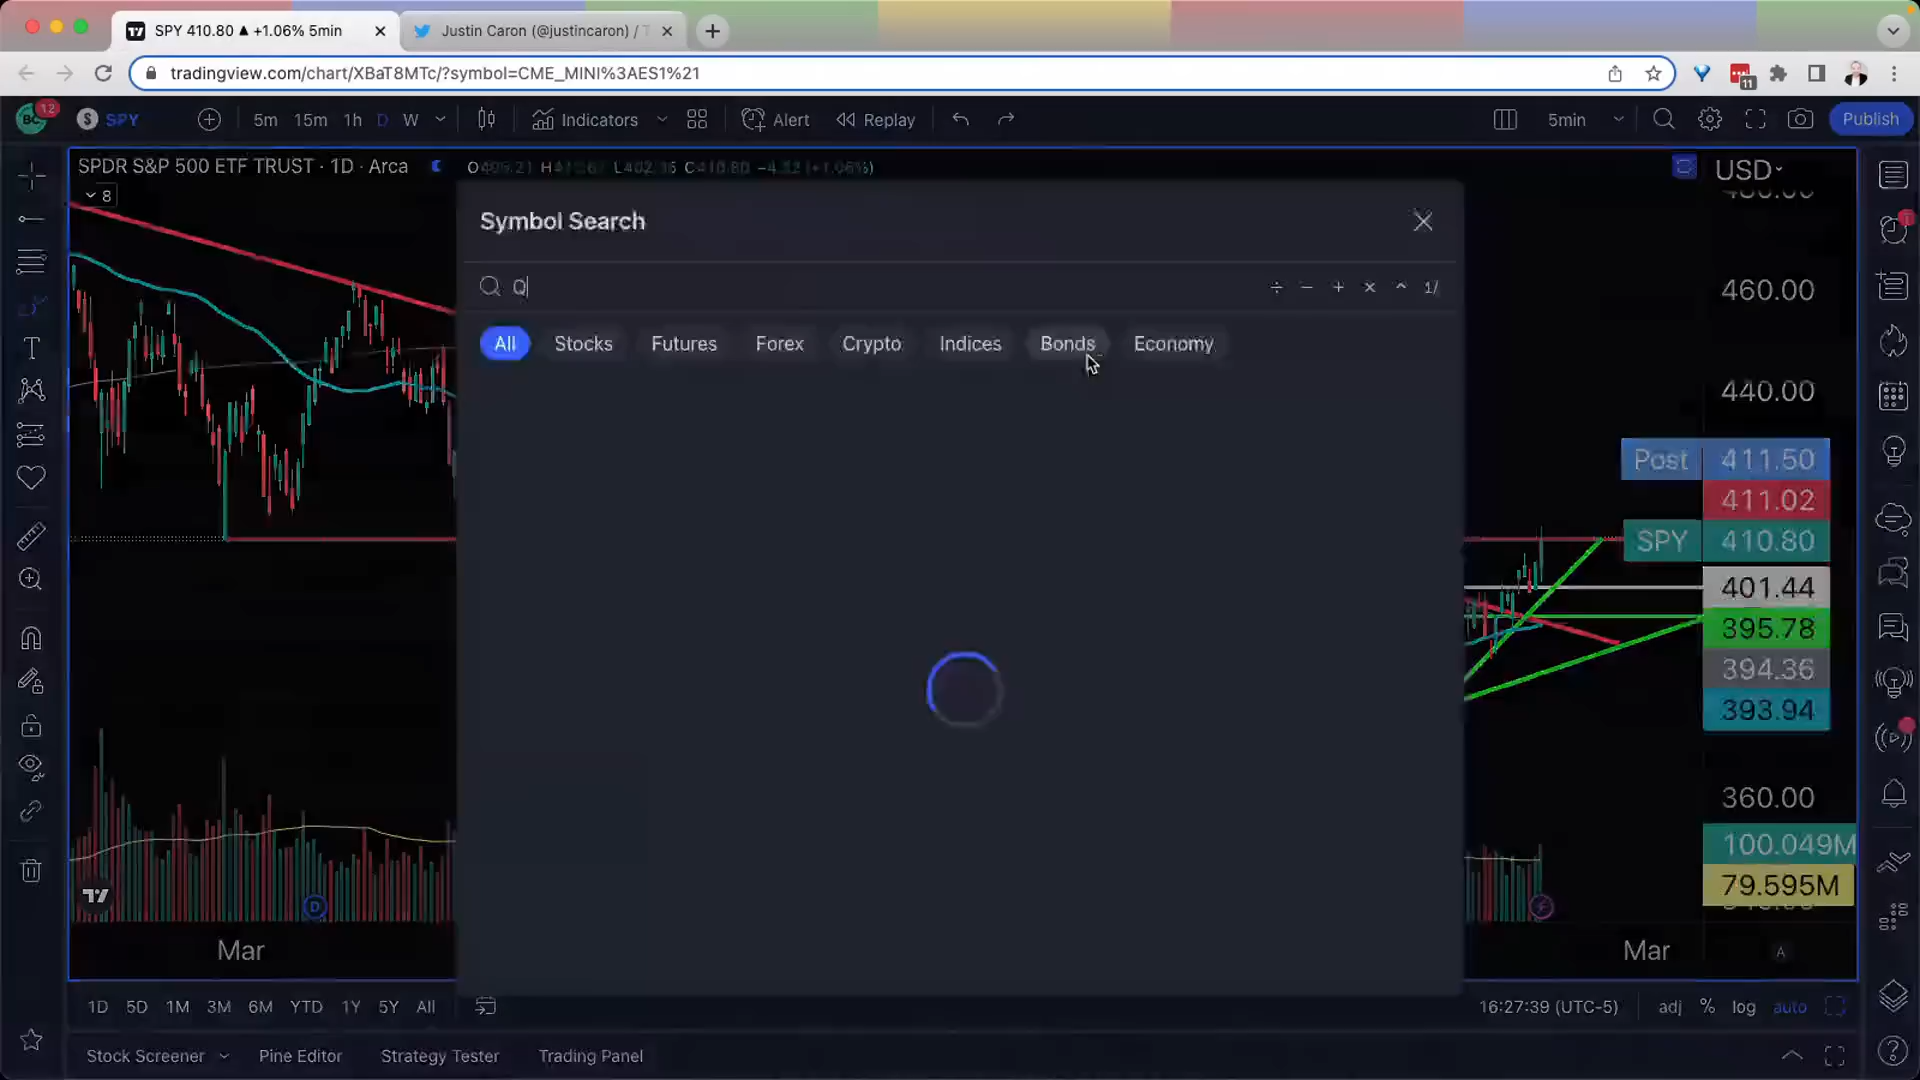 SPY 410.80 ▲ +1.06% 5min
Justin Caron (@justincaron) / T
tradingview.com/chart/XBaT8MTc/?symbol=CME_MINI%3AES1%21
11
12
SPY
5m 15m 1h D W
Indicators
Alert
Replay
5min
Publish
SPDR S&P 500 ETF TRUST · 1D · Arca
USD
8
Symbol Search
Q
÷ − + × ^ 1/
All Stocks Futures Forex Crypto Indices Bonds Economy
460.00
440.00
Post 411.50
411.02
SPY 410.80
401.44
395.78
394.36
393.94
360.00
100.049M
79.595M
D
Mar
Mar
A
1D 5D 1M 3M 6M YTD 1Y 5Y All
16:27:39 (UTC-5)
adj % log auto
Stock Screener Pine Editor Strategy Tester Trading Panel